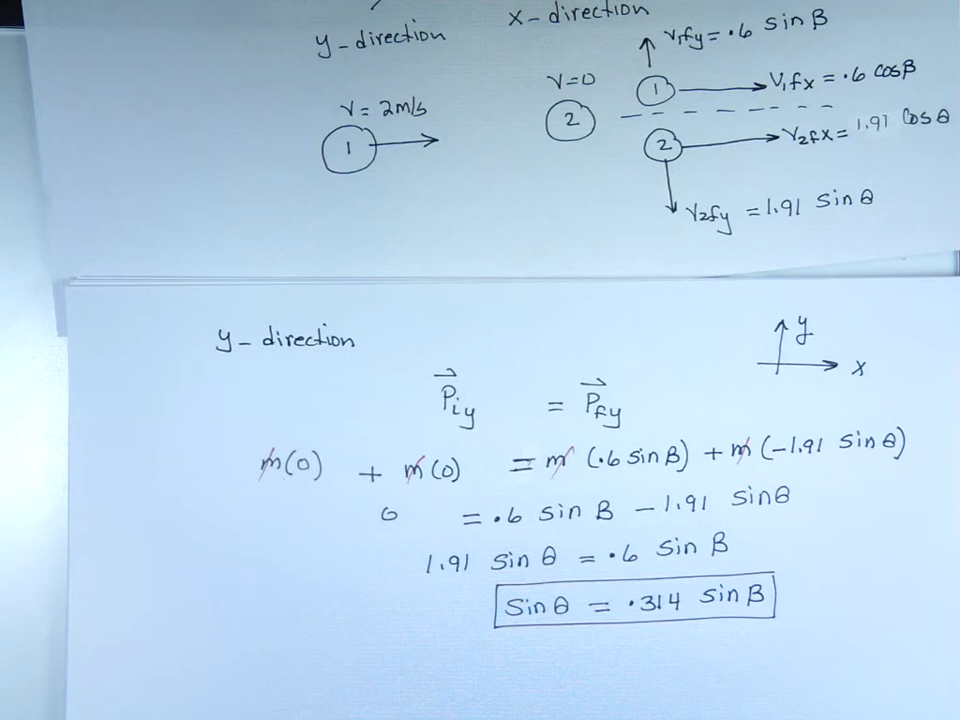 x-direction
y-direction
v₁fy = .6 sin β
v = 0
1
v₁fx = .6 cos β
v = 2m/s
2
1
2
v₂fx = 1.91 cos θ
v₂fy = 1.91 sin θ
y-direction
y
x
P⃗iy = P⃗fy
m(0) + m(0) = m(.6 sin β) + m(-1.91 sin θ)
0 = .6 sin β - 1.91 sin θ
1.91 sin θ = .6 sin β
sin θ = .314 sin β